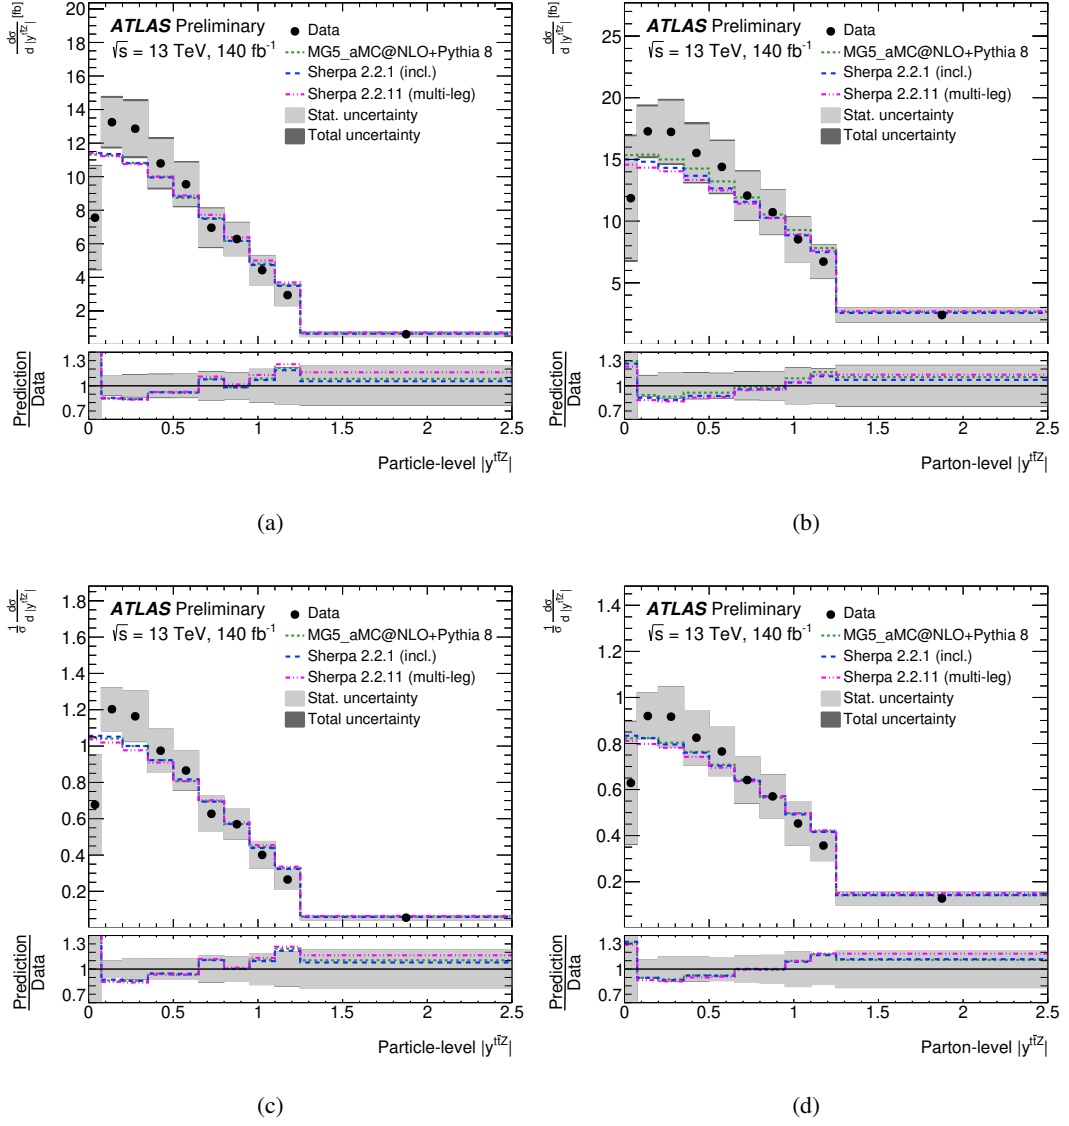 dσ / d |y^{tt̄Z}| [fb]
20
18
16
14
12
10
8
6
4
2
ATLAS Preliminary
√s = 13 TeV, 140 fb⁻¹
Data
MG5_aMC@NLO+Pythia 8
Sherpa 2.2.1 (incl.)
Sherpa 2.2.11 (multi-leg)
Stat. uncertainty
Total uncertainty
Prediction / Data
1.3
1
0.7
0 0.5 1 1.5 2 2.5
Particle-level |y^{tt̄Z}|
(a)
dσ / d |y^{tt̄Z}| [fb]
25
20
15
10
5
ATLAS Preliminary
√s = 13 TeV, 140 fb⁻¹
Data
MG5_aMC@NLO+Pythia 8
Sherpa 2.2.1 (incl.)
Sherpa 2.2.11 (multi-leg)
Stat. uncertainty
Total uncertainty
Prediction / Data
1.3
1
0.7
0 0.5 1 1.5 2 2.5
Parton-level |y^{tt̄Z}|
(b)
1/σ dσ / d |y^{tt̄Z}|
1.8
1.6
1.4
1.2
1
0.8
0.6
0.4
0.2
ATLAS Preliminary
√s = 13 TeV, 140 fb⁻¹
Data
MG5_aMC@NLO+Pythia 8
Sherpa 2.2.1 (incl.)
Sherpa 2.2.11 (multi-leg)
Stat. uncertainty
Total uncertainty
Prediction / Data
1.3
1
0.7
0 0.5 1 1.5 2 2.5
Particle-level |y^{tt̄Z}|
(c)
1/σ dσ / d |y^{tt̄Z}|
1.4
1.2
1
0.8
0.6
0.4
0.2
ATLAS Preliminary
√s = 13 TeV, 140 fb⁻¹
Data
MG5_aMC@NLO+Pythia 8
Sherpa 2.2.1 (incl.)
Sherpa 2.2.11 (multi-leg)
Stat. uncertainty
Total uncertainty
Prediction / Data
1.3
1
0.7
0 0.5 1 1.5 2 2.5
Parton-level |y^{tt̄Z}|
(d)